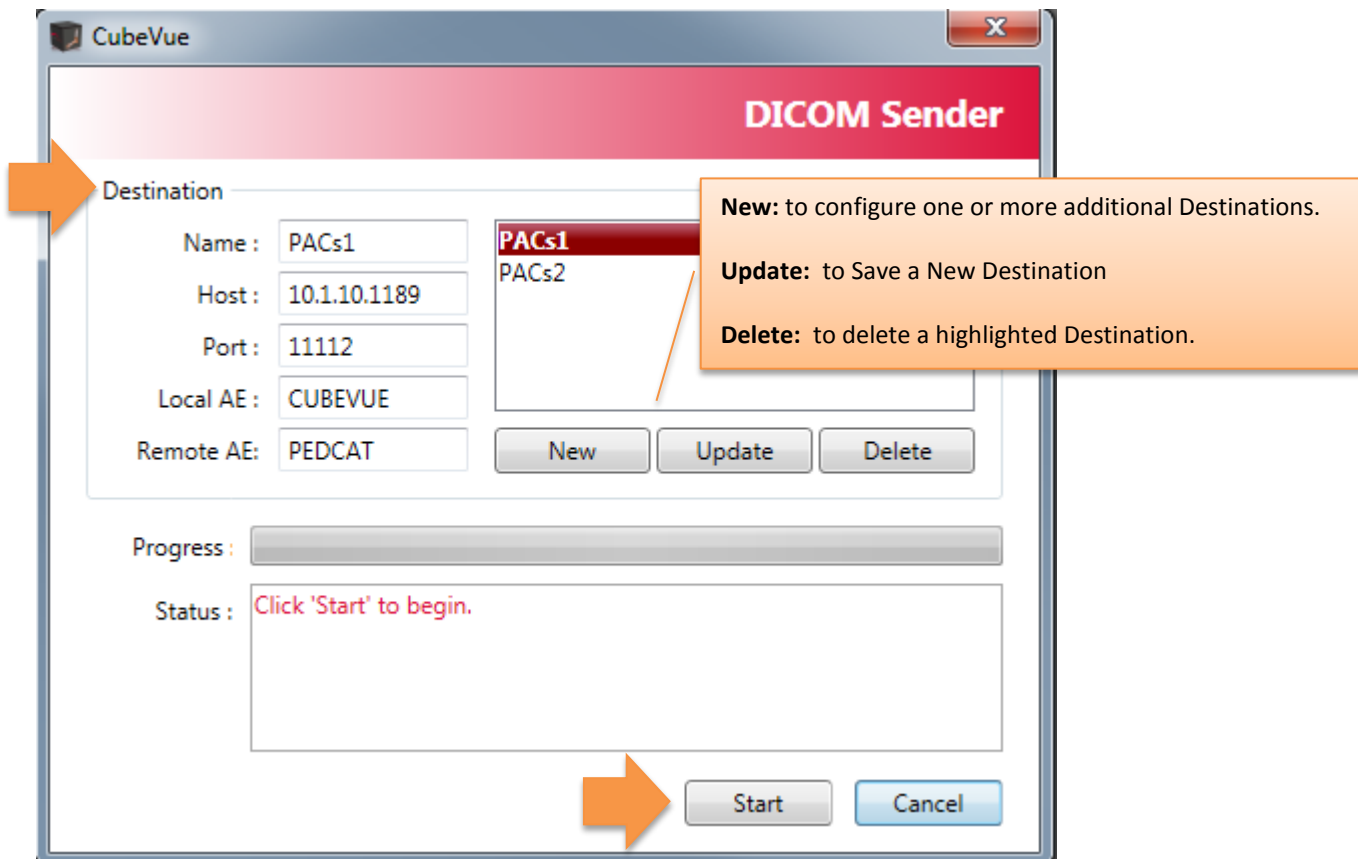 CubeVue
x
DICOM Sender
Destination
Name : PACs1
Host : 10.1.10.1189
Port : 11112
Local AE : CUBEVUE
Remote AE: PEDCAT
PACs1
PACs2
New: to configure one or more additional Destinations.
Update: to Save a New Destination
Delete: to delete a highlighted Destination.
New Update Delete
Progress :
Status : Click 'Start' to begin.
Start Cancel